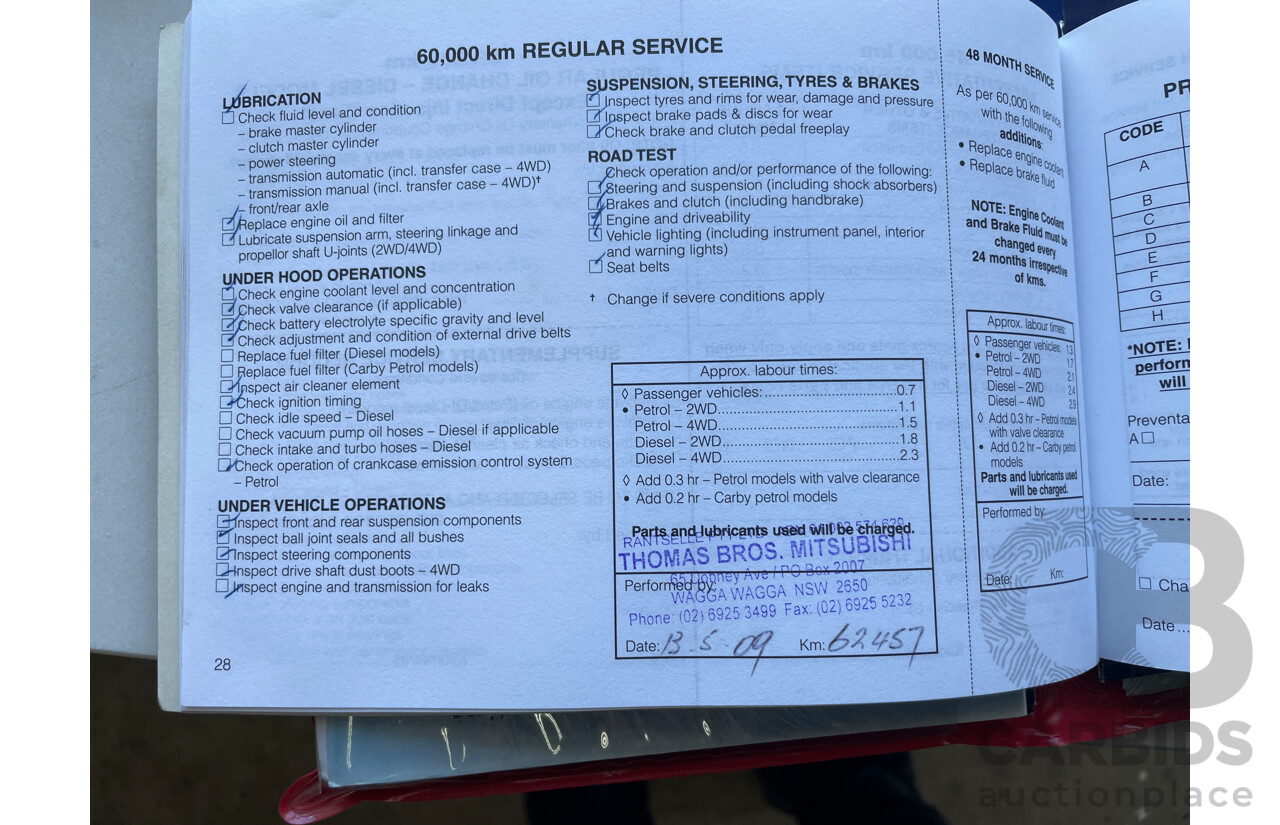 60,000 km REGULAR SERVICE
LUBRICATION
Check fluid level and condition
– brake master cylinder
– clutch master cylinder
– power steering
– transmission automatic (incl. transfer case – 4WD)
– transmission manual (incl. transfer case – 4WD)†
– front/rear axle
Replace engine oil and filter
Lubricate suspension arm, steering linkage and
propellor shaft U-joints (2WD/4WD)
UNDER HOOD OPERATIONS
Check engine coolant level and concentration
Check valve clearance (if applicable)
Check battery electrolyte specific gravity and level
Check adjustment and condition of external drive belts
Replace fuel filter (Diesel models)
Replace fuel filter (Carby Petrol models)
Inspect air cleaner element
Check ignition timing
Check idle speed – Diesel
Check vacuum pump oil hoses – Diesel if applicable
Check intake and turbo hoses – Diesel
Check operation of crankcase emission control system
– Petrol
UNDER VEHICLE OPERATIONS
Inspect front and rear suspension components
Inspect ball joint seals and all bushes
Inspect steering components
Inspect drive shaft dust boots – 4WD
Inspect engine and transmission for leaks
28
SUSPENSION, STEERING, TYRES & BRAKES
Inspect tyres and rims for wear, damage and pressure
Inspect brake pads & discs for wear
Check brake and clutch pedal freeplay
ROAD TEST
Check operation and/or performance of the following:
Steering and suspension (including shock absorbers)
Brakes and clutch (including handbrake)
Engine and driveability
Vehicle lighting (including instrument panel, interior
and warning lights)
Seat belts
† Change if severe conditions apply
Approx. labour times:
◊ Passenger vehicles:..................................0.7
• Petrol – 2WD............................................1.1
Petrol – 4WD............................................1.5
Diesel – 2WD...........................................1.8
Diesel – 4WD...........................................2.3
◊ Add 0.3 hr – Petrol models with valve clearance
• Add 0.2 hr – Carby petrol models
Parts and lubricants used will be charged.
RANTSELLE PTY LTD
THOMAS BROS. MITSUBISHI
65 Dobney Ave / PO Box 2007
Performed by:
WAGGA WAGGA NSW 2650
Phone: (02) 6925 3499 Fax: (02) 6925 5232
Date: 13-5-09 Km: 62457
48 MONTH SERVICE
As per 60,000 km service
with the following
additions:
• Replace engine coolant
• Replace brake fluid
NOTE: Engine Coolant
and Brake Fluid must be
changed every
24 months irrespective
of kms.
Approx. labour times:
◊ Passenger vehicles: 1.3
• Petrol – 2WD 1.7
Petrol – 4WD 2.1
Diesel – 2WD 2.4
Diesel – 4WD 2.9
◊ Add 0.3 hr – Petrol models
with valve clearance
• Add 0.2 hr – Carby petrol
models
Parts and lubricants used
will be charged.
Performed by:
Date: Km:
PR
CODE
A
B
C
D
E
F
G
H
*NOTE:
perform
will
Preventa
A
Date:
Cha
Date...
CARBIDS
auctionplace